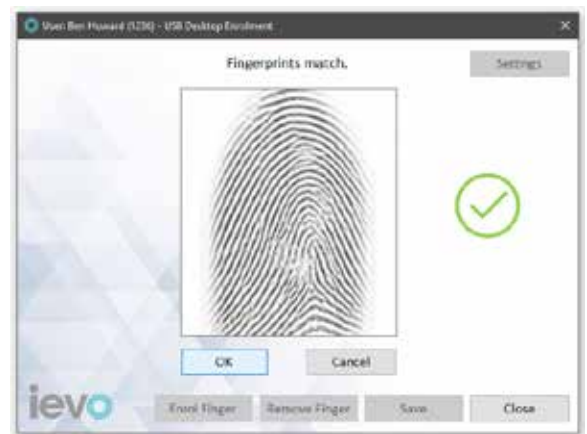 User: Ben Howard (1236) - USB Desktop Enrolment
Fingerprints match.
Settings
OK
Cancel
ievo
Enrol Finger
Remove Finger
Save
Close